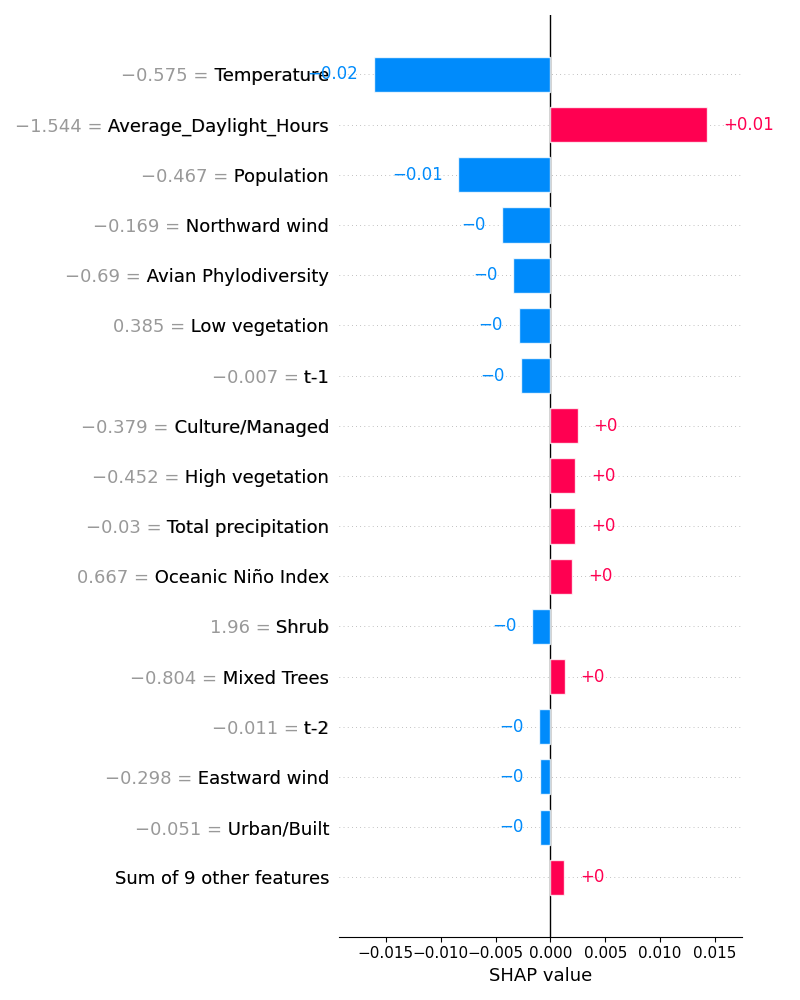 −0.575 = Temperature −0.02
−1.544 = Average_Daylight_Hours +0.01
−0.467 = Population −0.01
−0.169 = Northward wind −0
−0.69 = Avian Phylodiversity −0
0.385 = Low vegetation −0
−0.007 = t-1 −0
−0.379 = Culture/Managed +0
−0.452 = High vegetation +0
−0.03 = Total precipitation +0
0.667 = Oceanic Niño Index +0
1.96 = Shrub −0
−0.804 = Mixed Trees +0
−0.011 = t-2 −0
−0.298 = Eastward wind −0
−0.051 = Urban/Built −0
Sum of 9 other features +0
−0.015 −0.010 −0.005 0.000 0.005 0.010 0.015
SHAP value